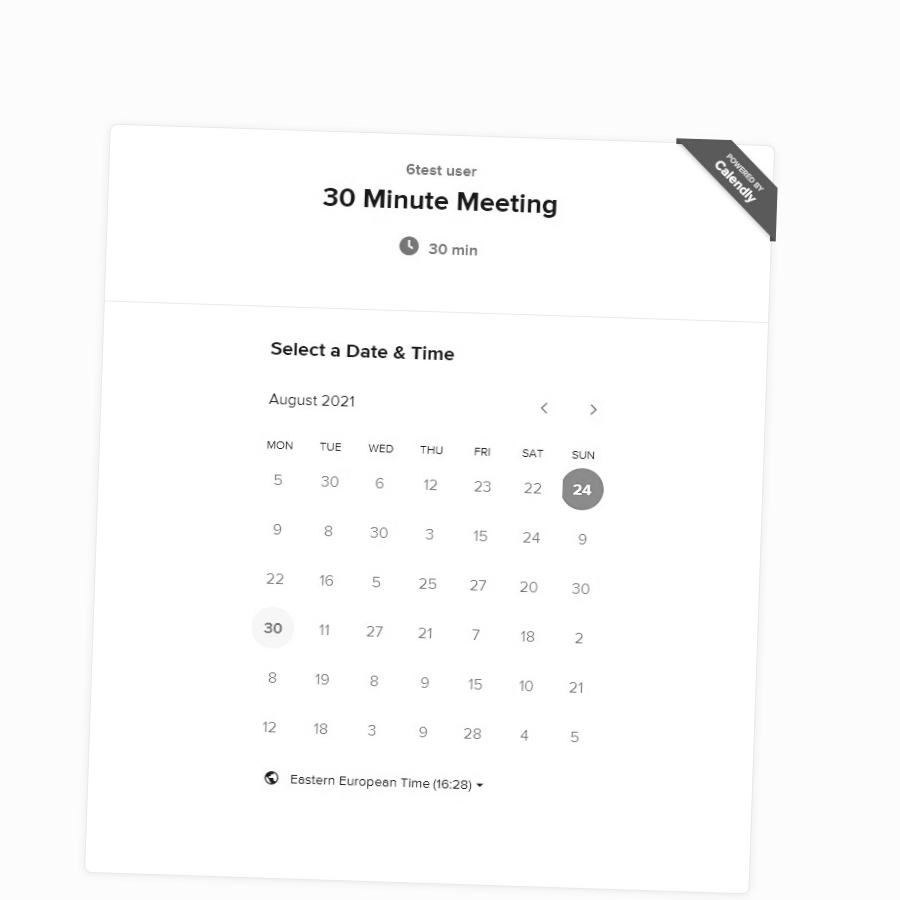 6test user
POWERED BY
Calendly
30 Minute Meeting
30 min
Select a Date & Time
August 2021
MON TUE WED THU FRI SAT SUN
5 30 6 12 23 22 24
9 8 30 3 15 24 9
22 16 5 25 27 20 30
30 11 27 21 7 18 2
8 19 8 9 15 10 21
12 18 3 9 28 4 5
Eastern European Time (16:28)